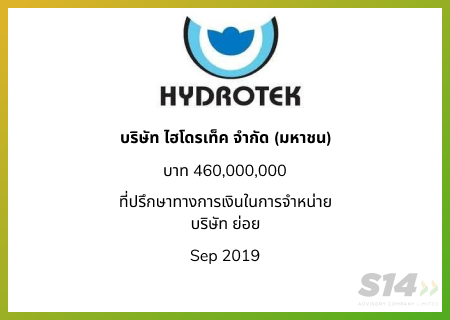 HYDROTEK
บริษัท ไฮโดรเท็ค จำกัด (มหาชน)
บาท 460,000,000
ที่ปรึกษาทางการเงินในการจำหน่าย
บริษัท ย่อย
Sep 2019
S14
ADVISORY COMPANY LIMITED